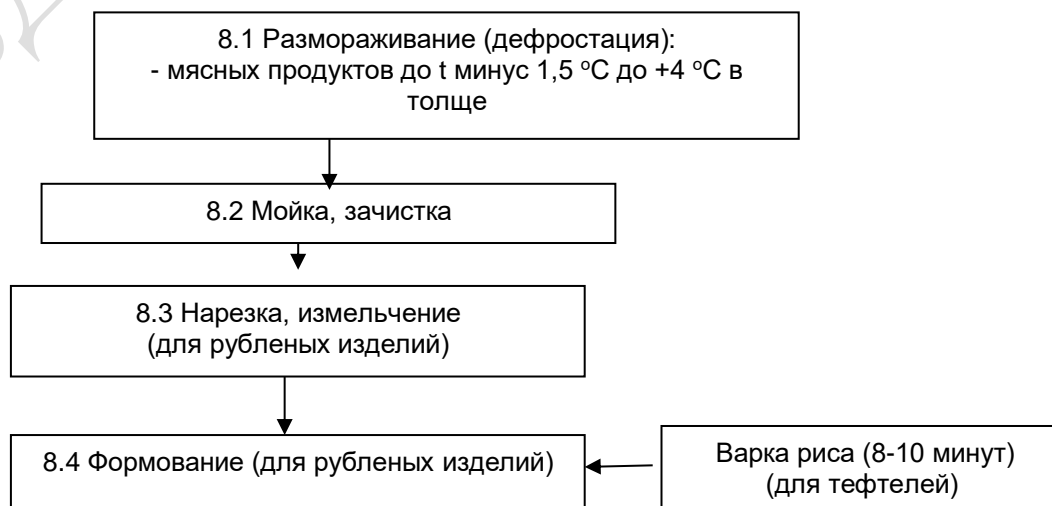 8.1 Размораживание (дефростация):
- мясных продуктов до t минус 1,5 °С до +4 °С в
толще
8.2 Мойка, зачистка
8.3 Нарезка, измельчение
(для рубленых изделий)
8.4 Формование (для рубленых изделий)
Варка риса (8-10 минут)
(для тефтелей)